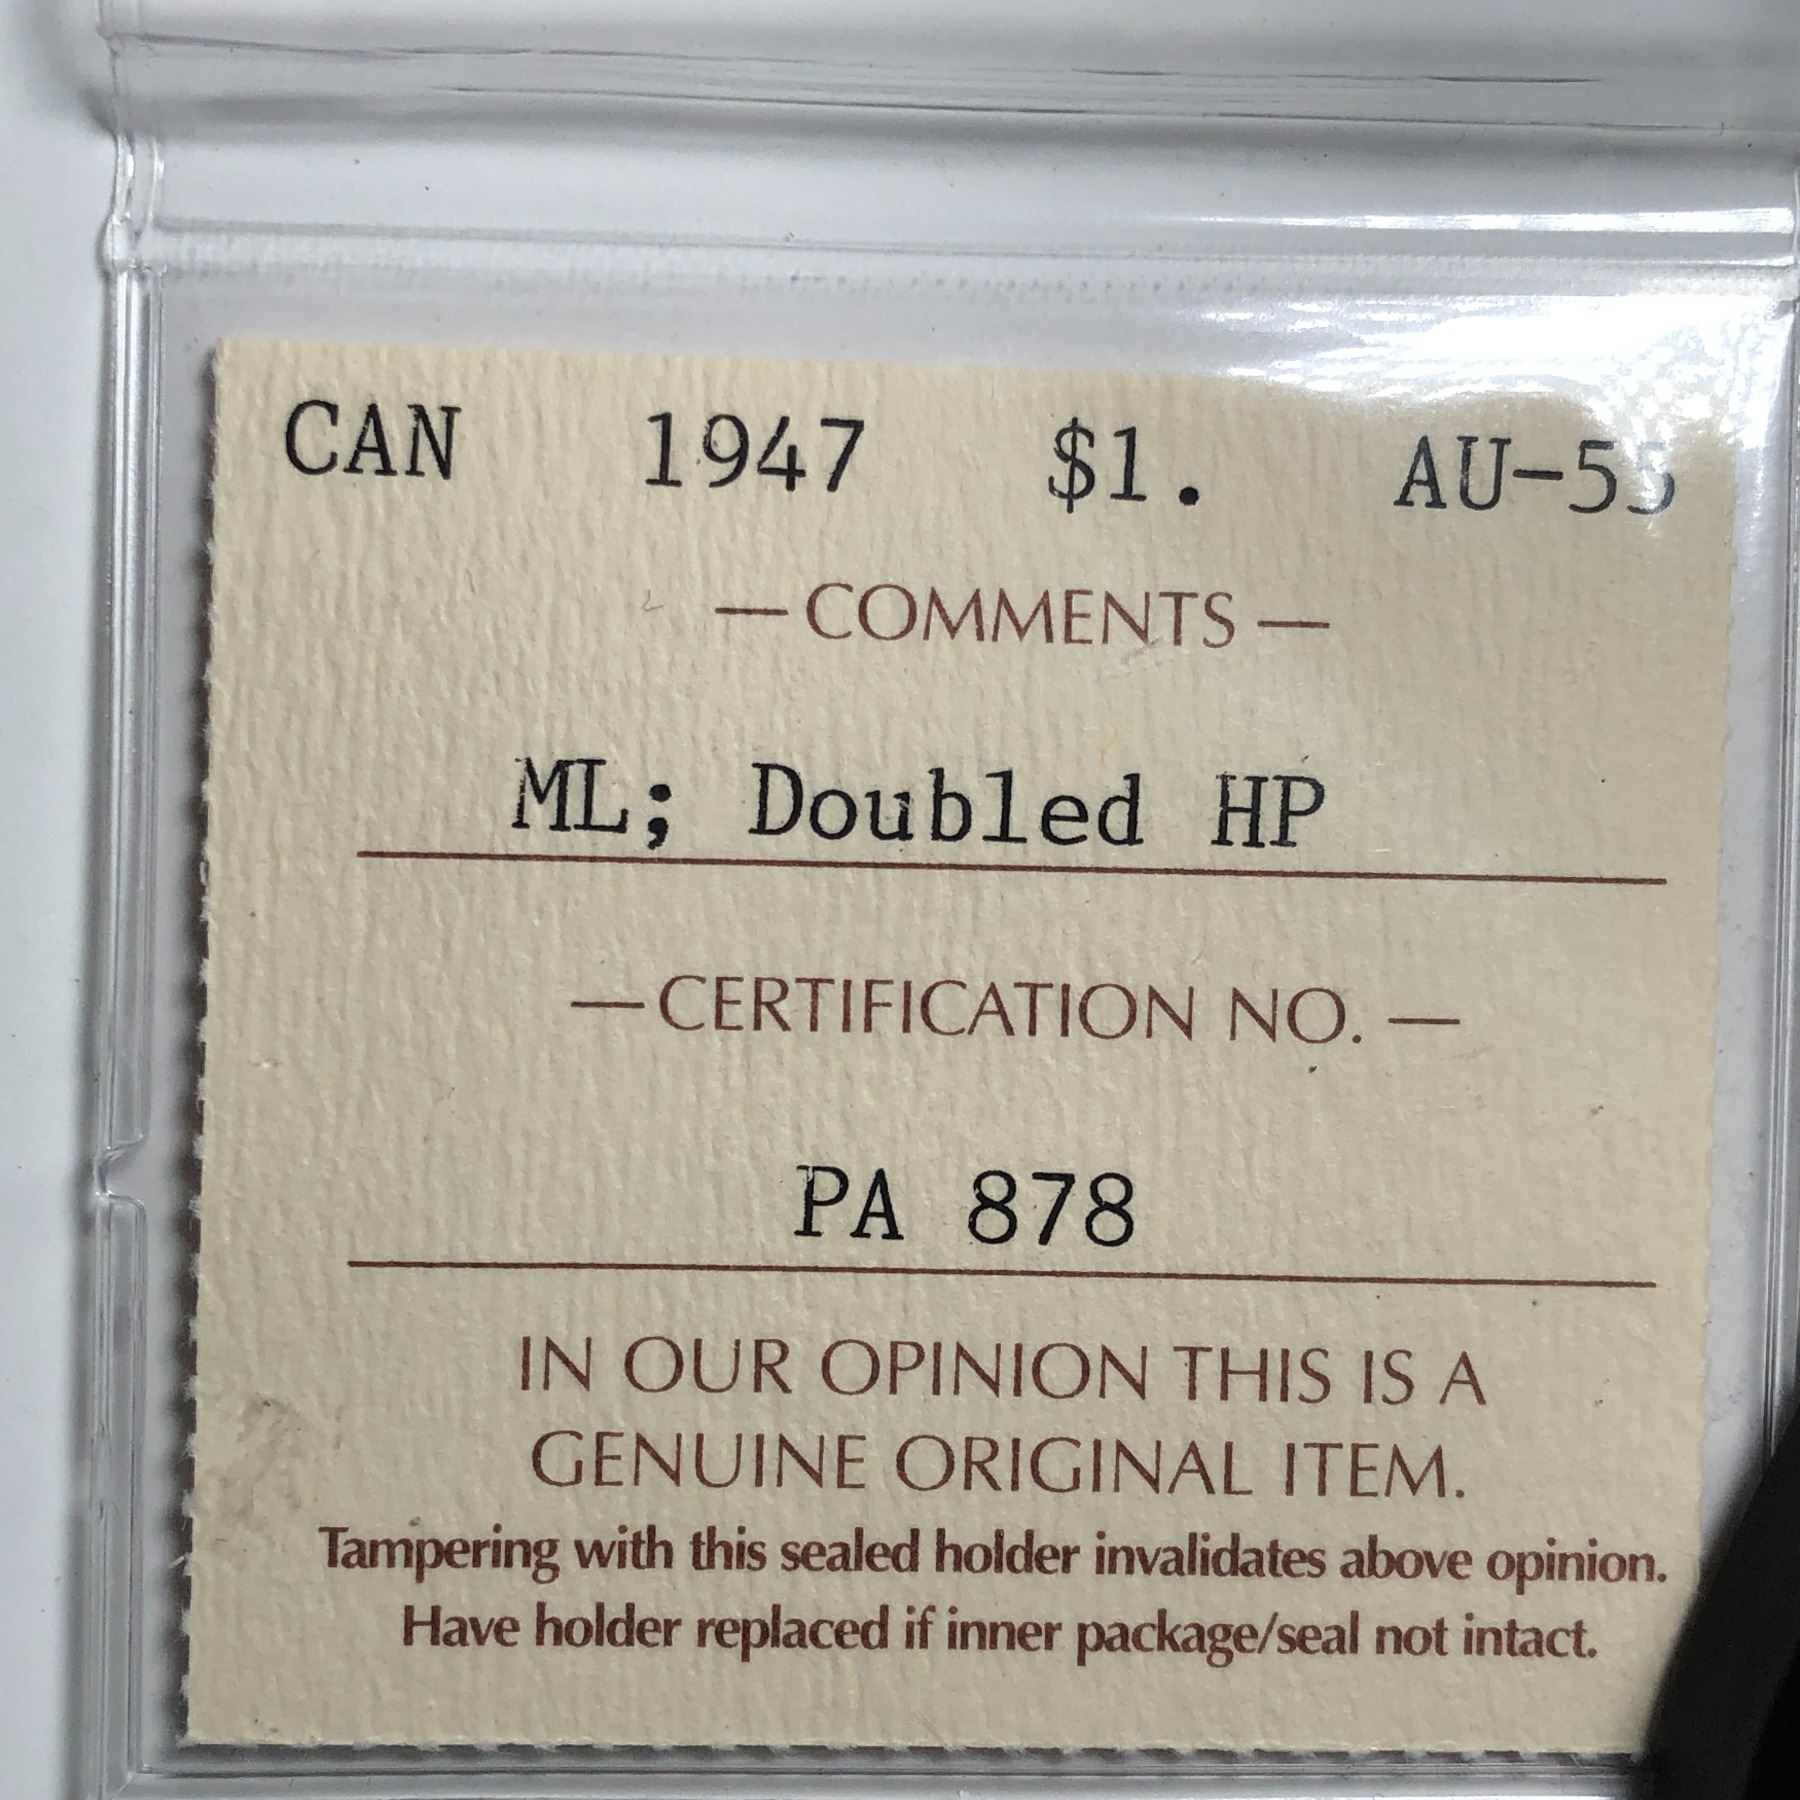 CAN 1947 $1. AU-55
— COMMENTS —
ML; Doubled HP
— CERTIFICATION NO. —
PA 878
IN OUR OPINION THIS IS A
GENUINE ORIGINAL ITEM.
Tampering with this sealed holder invalidates above opinion.
Have holder replaced if inner package/seal not intact.